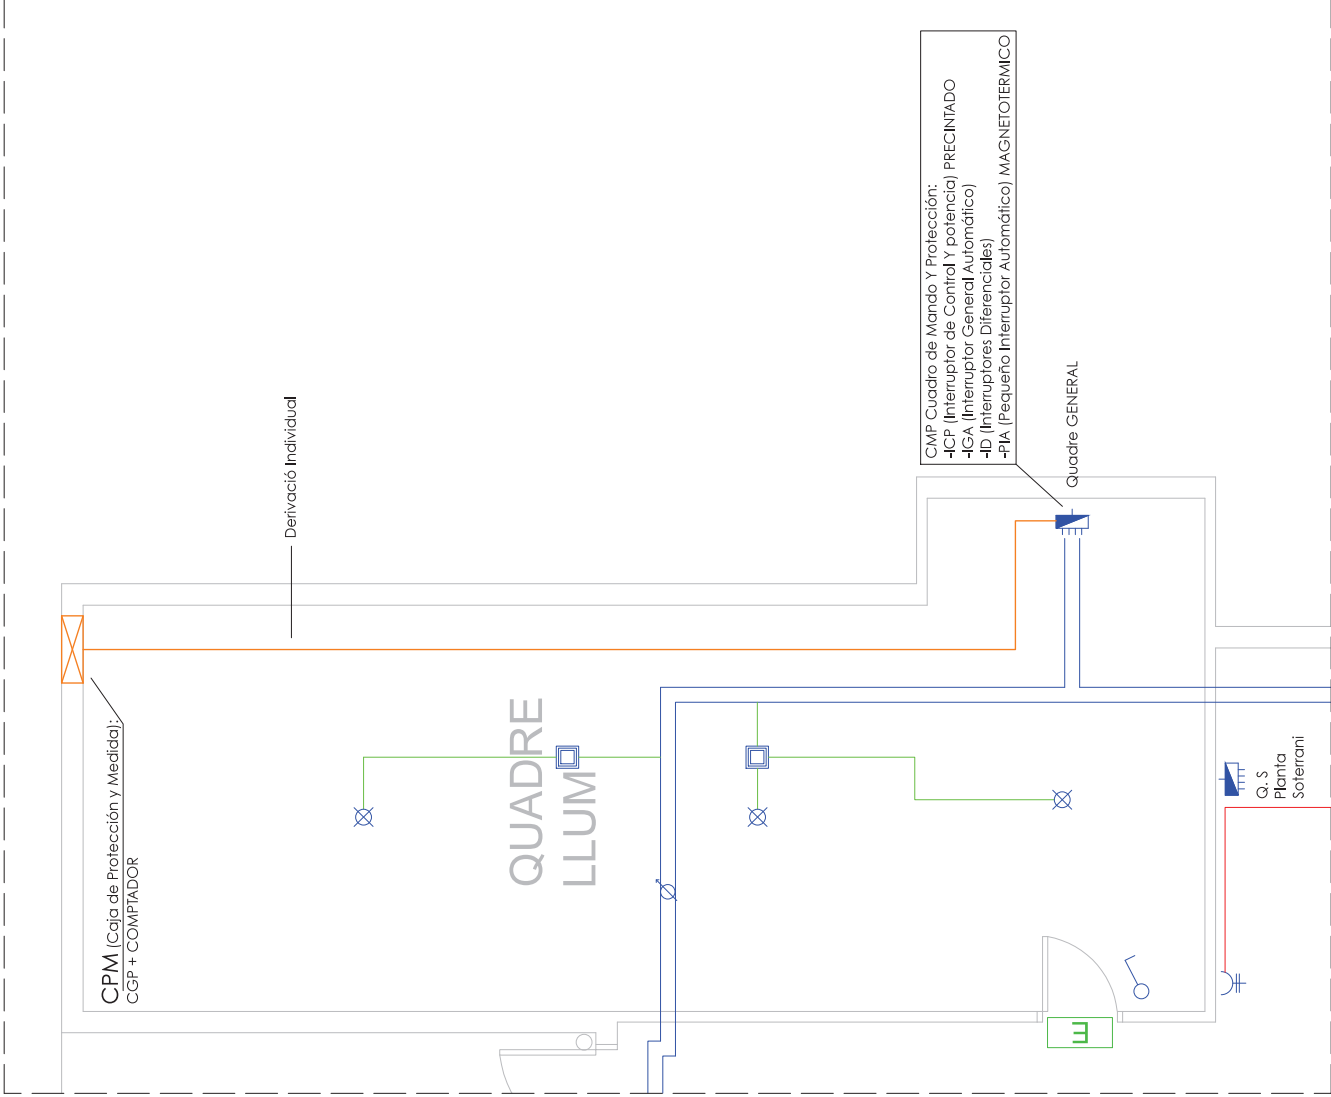 CMP Cuadro de Mando Y Protección:
-ICP (Interruptor de Control Y potencia) PRECINTADO
-IGA (Interruptor General Automático)
-ID (Interruptores Diferenciales)
-PIA (Pequeño Interruptor Automático) MAGNETOTERMICO
Quadre GENERAL
Derivació Individual
CPM (Caja de Protección y Medida):
CGP + COMPTADOR
QUADRE
LLUM
Q. S
Planta
Soterrani
E